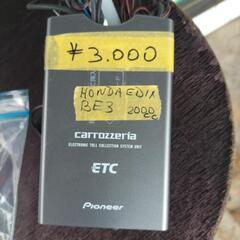 ¥3.000
HONDA EDIX
BE3 2000cc
carrozzeria
ELECTRONIC TOLL COLLECTION SYSTEM UNIT
ETC
Pioneer